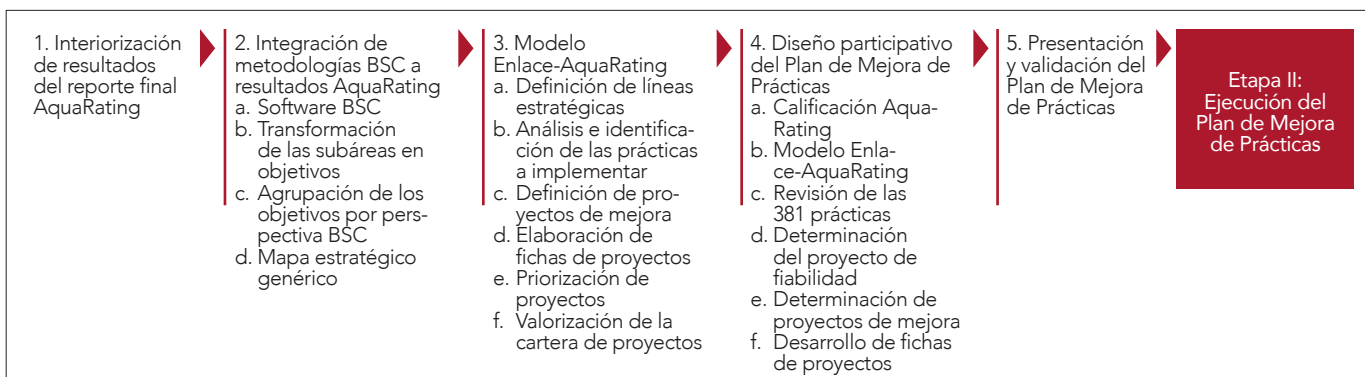 1. Interiorización
de resultados
del reporte final
AquaRating
2. Integración de
metodologías BSC a
resultados AquaRating
a. Software BSC
b. Transformación
de las subáreas en
objetivos
c. Agrupación de los
objetivos por pers-
pectiva BSC
d. Mapa estratégico
genérico
3. Modelo
Enlace-AquaRating
a. Definición de líneas
estratégicas
b. Análisis e identifica-
ción de las prácticas
a implementar
c. Definición de pro-
yectos de mejora
d. Elaboración de
fichas de proyectos
e. Priorización de
proyectos
f. Valorización de la
cartera de proyectos
4. Diseño participativo
del Plan de Mejora de
Prácticas
a. Calificación Aqua-
Rating
b. Modelo Enla-
ce-AquaRating
c. Revisión de las
381 prácticas
d. Determinación
del proyecto de
fiabilidad
e. Determinación de
proyectos de mejora
f. Desarrollo de fichas
de proyectos
5. Presentación
y validación del
Plan de Mejora
de Prácticas
Etapa II:
Ejecución del
Plan de Mejora
de Prácticas